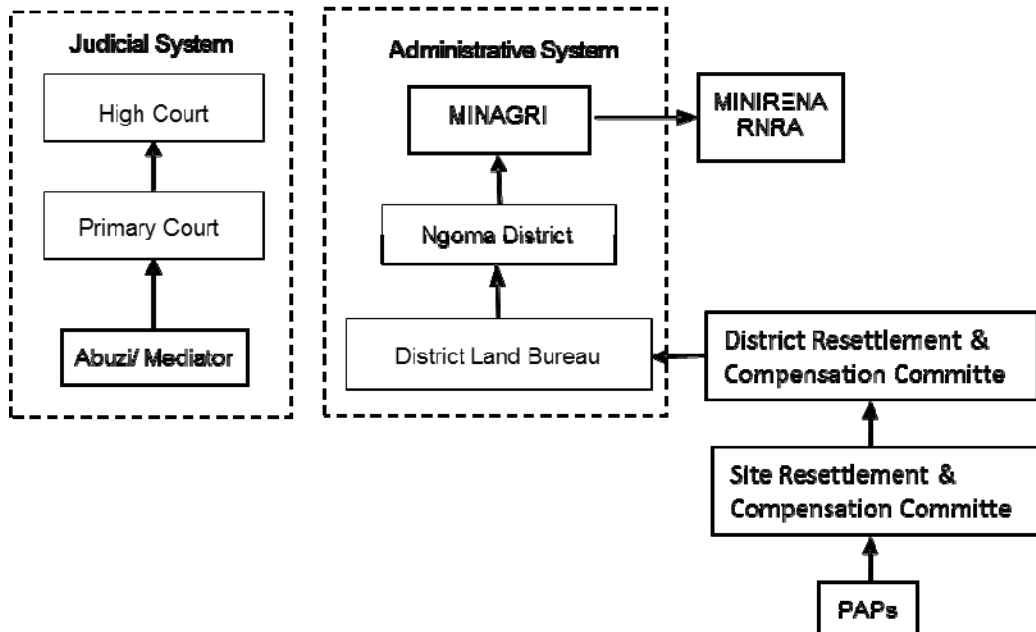 Judicial System
High Court
Primary Court
Abuzi/ Mediator
Administrative System
MINAGRI
Ngoma District
District Land Bureau
MINIRENA
RNRA
District Resettlement &
Compensation Committe
Site Resettlement &
Compensation Committe
PAPs